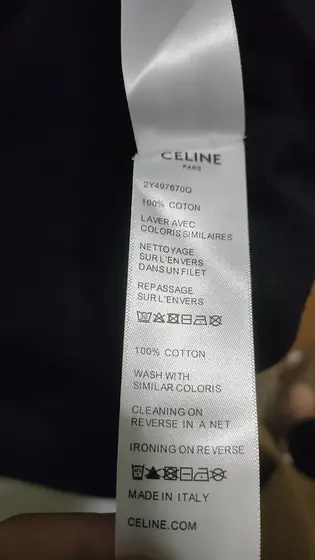 CELINE
PARIS
2Y497670Q
100% COTON
LAVER AVEC
COLORIS SIMILAIRES
NETTOYAGE
SUR L'ENVERS
DANS UN FILET
REPASSAGE
SUR L'ENVERS
100% COTTON
WASH WITH
SIMILAR COLORIS
CLEANING ON
REVERSE IN A NET
IRONING ON REVERSE
MADE IN ITALY
CELINE.COM